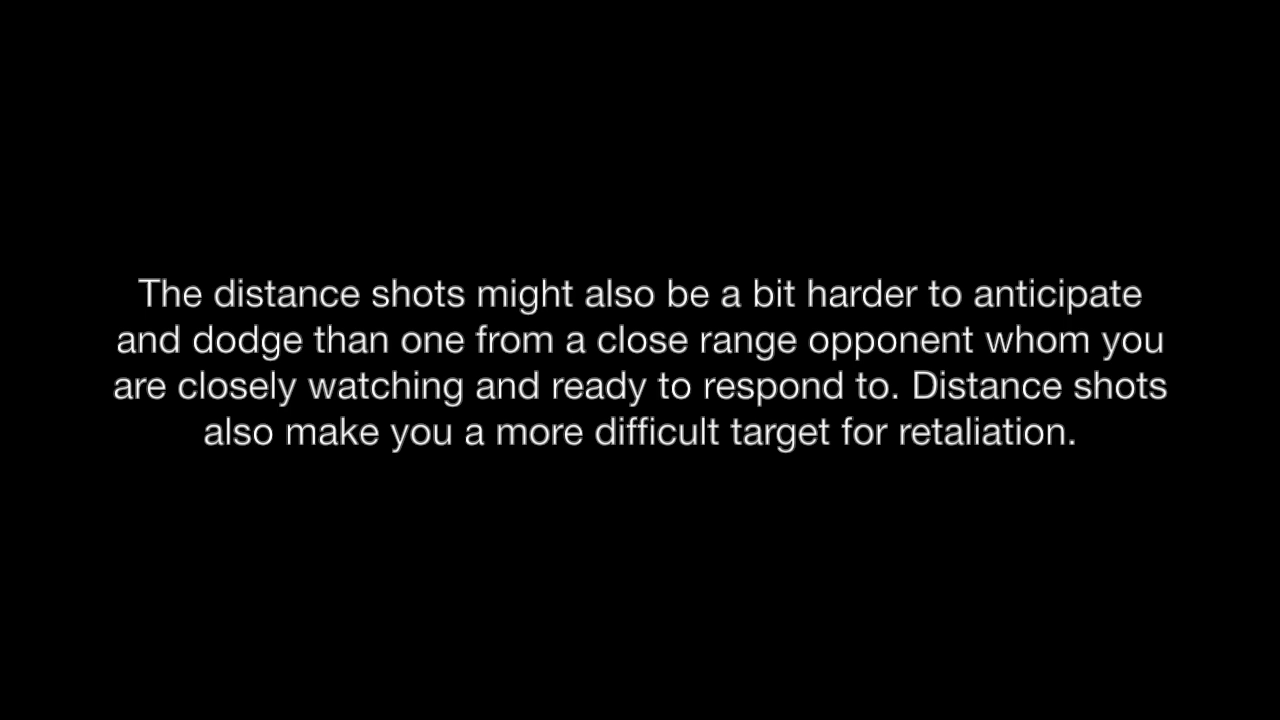 The distance shots might also be a bit harder to anticipate
and dodge than one from a close range opponent whom you
are closely watching and ready to respond to. Distance shots
also make you a more difficult target for retaliation.